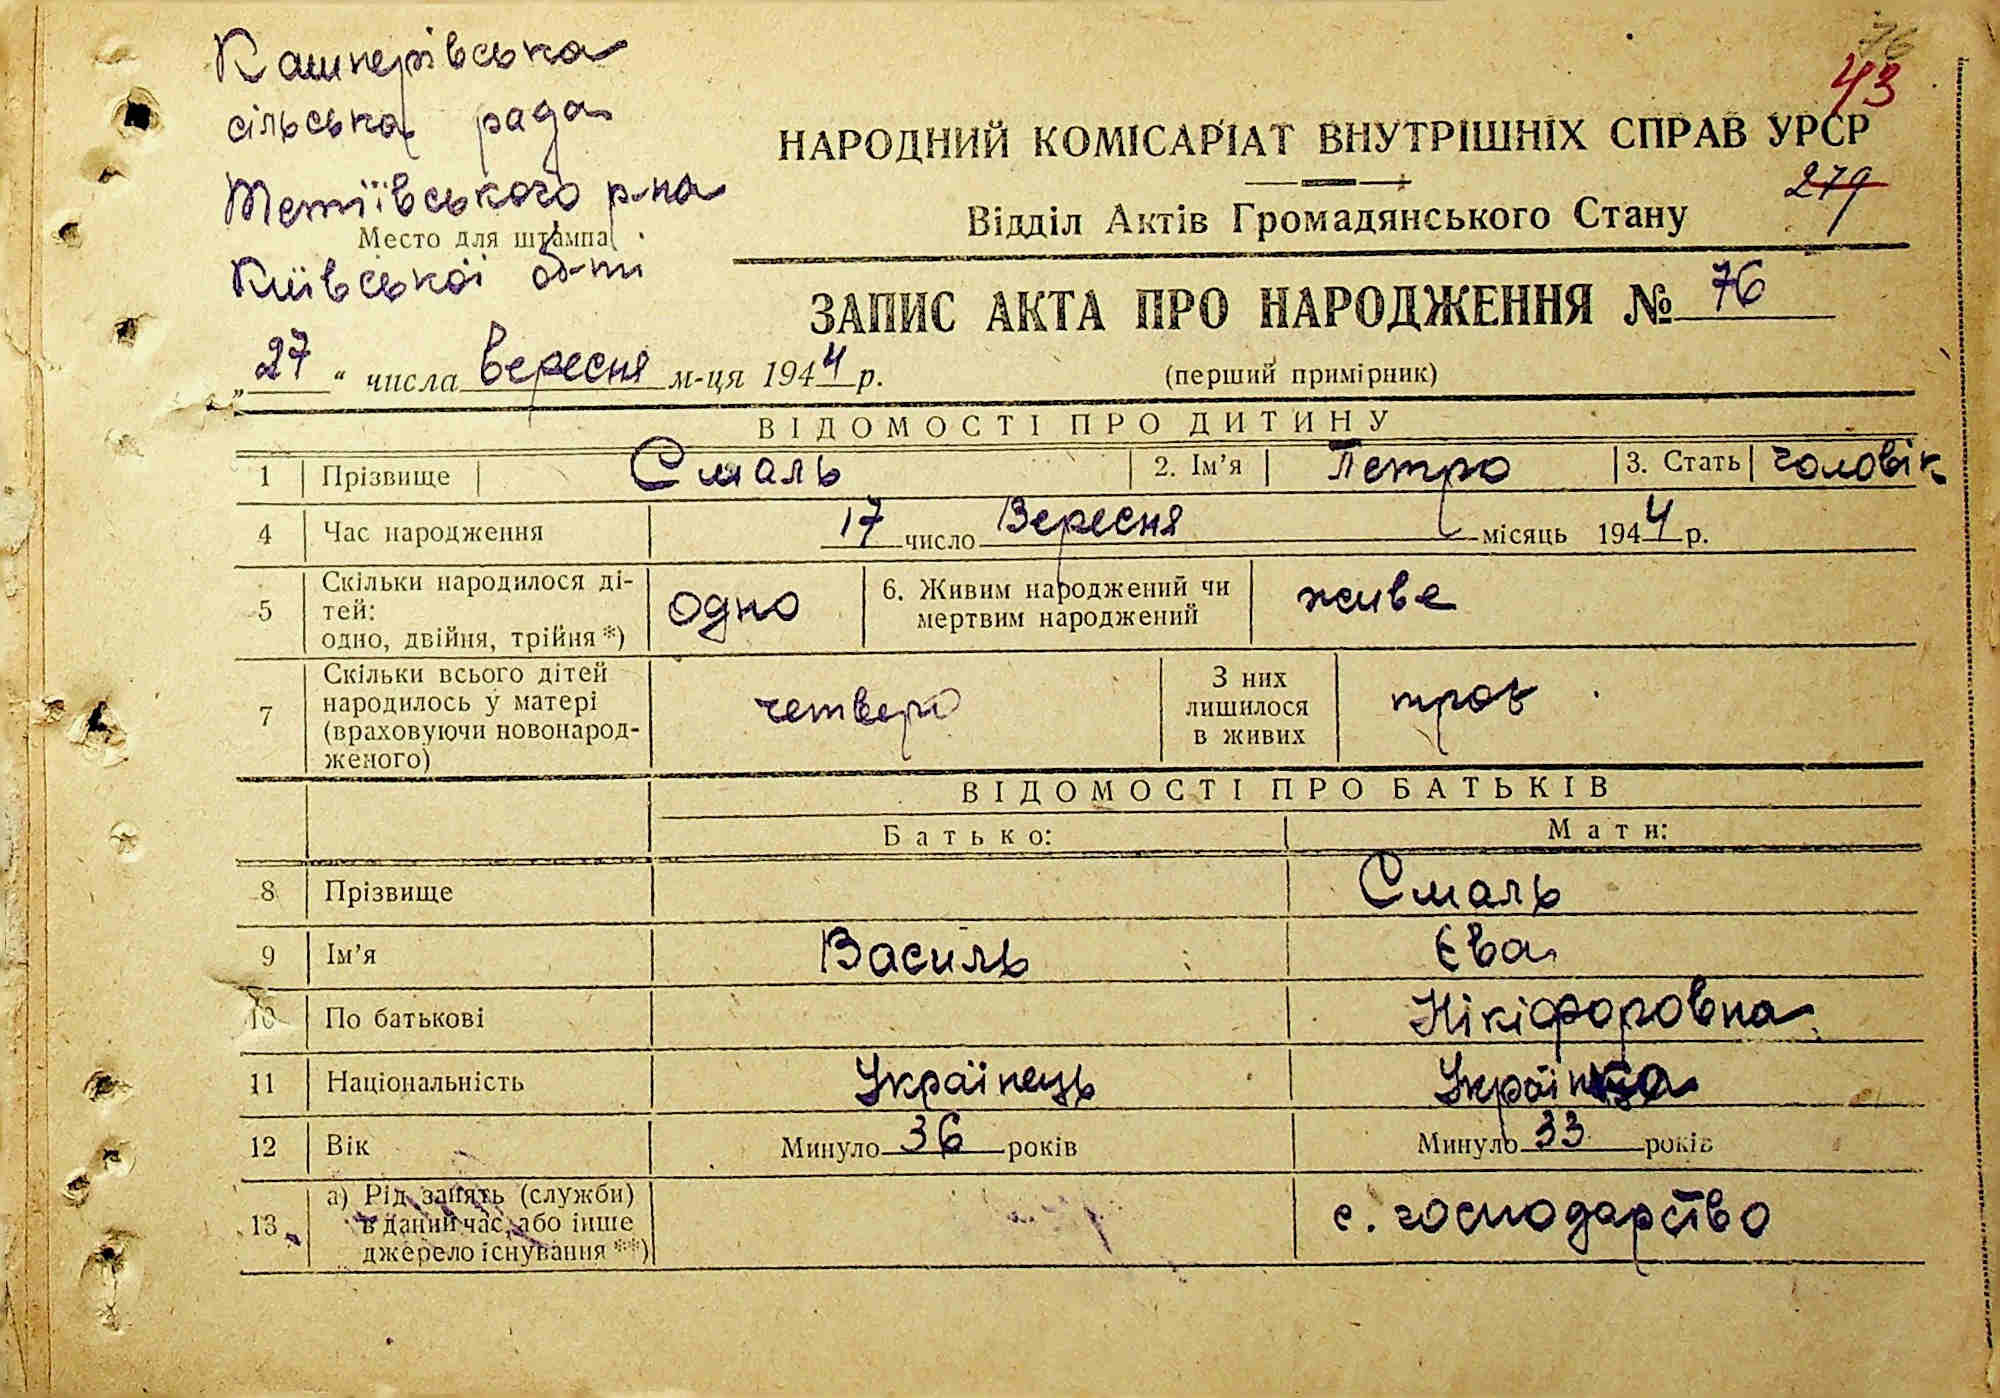 76
43
Кашперівська
сільська рада
Тетіївського р-на
Место для штампа
Київської об-ти
НАРОДНИЙ КОМІСАРІАТ ВНУТРІШНІХ СПРАВ УРСР
279
Відділ Актів Громадянського Стану
ЗАПИС АКТА ПРО НАРОДЖЕННЯ № 76
„27“ числа вересня м-ця 1944 р.
(перший примірник)
ВІДОМОСТІ ПРО ДИТИНУ
1 Прізвище Смаль 2. Ім'я Петро 3. Стать чоловік
4 Час народження 17 число Вересня місяць 1944 р.
5 Скільки народилося ді-
тей:
одно, двійня, трійня *)
одно
6. Живим народжений чи
мертвим народжений
живе
7 Скільки всього дітей
народилось у матері
(враховуючи новонарод-
женого)
четверо
З них
лишилося
в живих
троє
ВІДОМОСТІ ПРО БАТЬКІВ
Батько: Мати:
8 Прізвище Смаль
9 Ім'я Василь Єва
10 По батькові Нікіфоровна
11 Національність Українець Українка
12 Вік Минуло 36 років Минуло 33 років
13 а) Рід занять (служби)
в даний час, або інше
джерело існування **)
с. господарство